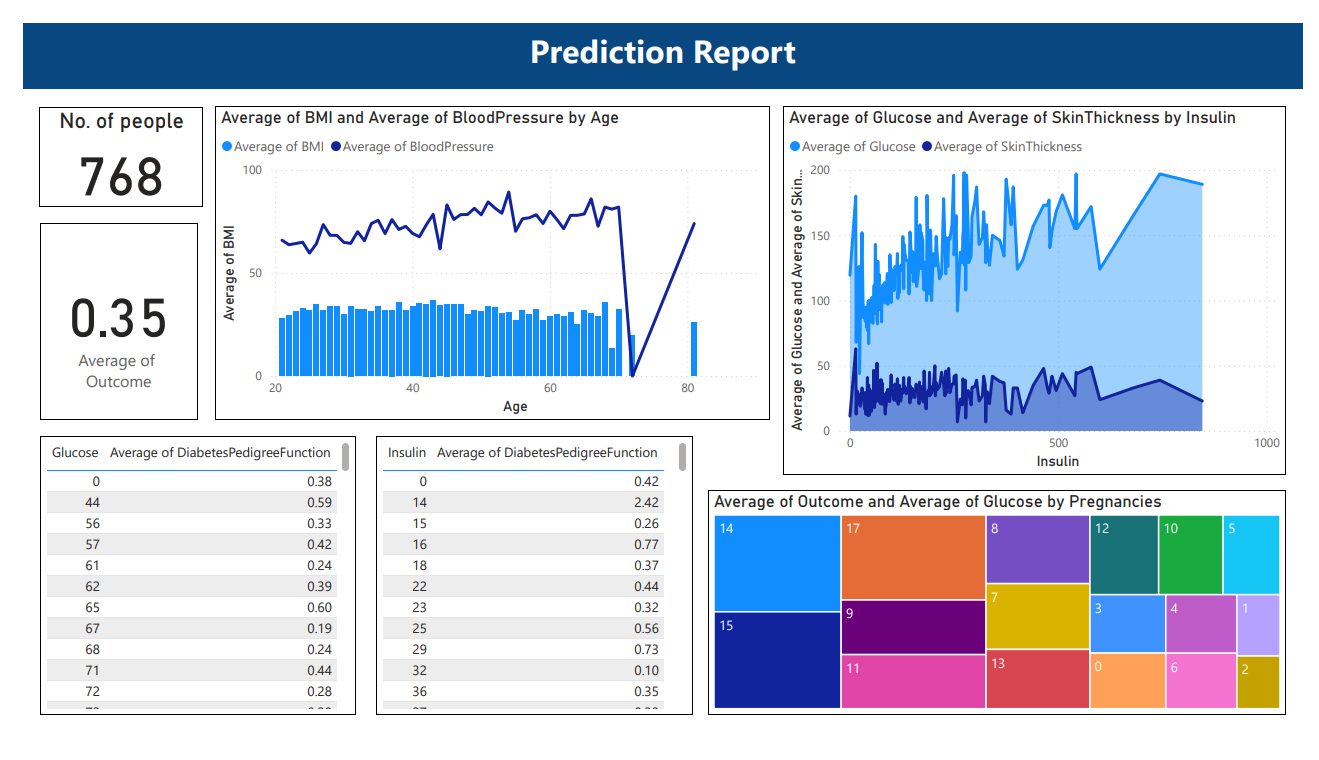 Prediction Report
No. of people
768
0.35
Average of
Outcome
Average of BMI and Average of BloodPressure by Age
Average of BMI Average of BloodPressure
Average of BMI
100
50
0
20 40 60 80
Age
Average of Glucose and Average of SkinThickness by Insulin
Average of Glucose Average of SkinThickness
Average of Glucose and Average of Skin...
200
150
100
50
0
0 500 1000
Insulin
Glucose Average of DiabetesPedigreeFunction
0 0.38
44 0.59
56 0.33
57 0.42
61 0.24
62 0.39
65 0.60
67 0.19
68 0.24
71 0.44
72 0.28
Insulin Average of DiabetesPedigreeFunction
0 0.42
14 2.42
15 0.26
16 0.77
18 0.37
22 0.44
23 0.32
25 0.56
29 0.73
32 0.10
36 0.35
Average of Outcome and Average of Glucose by Pregnancies
14 17 8 12 10 5
7
3 4 1
9
15
13 0 6 2
11